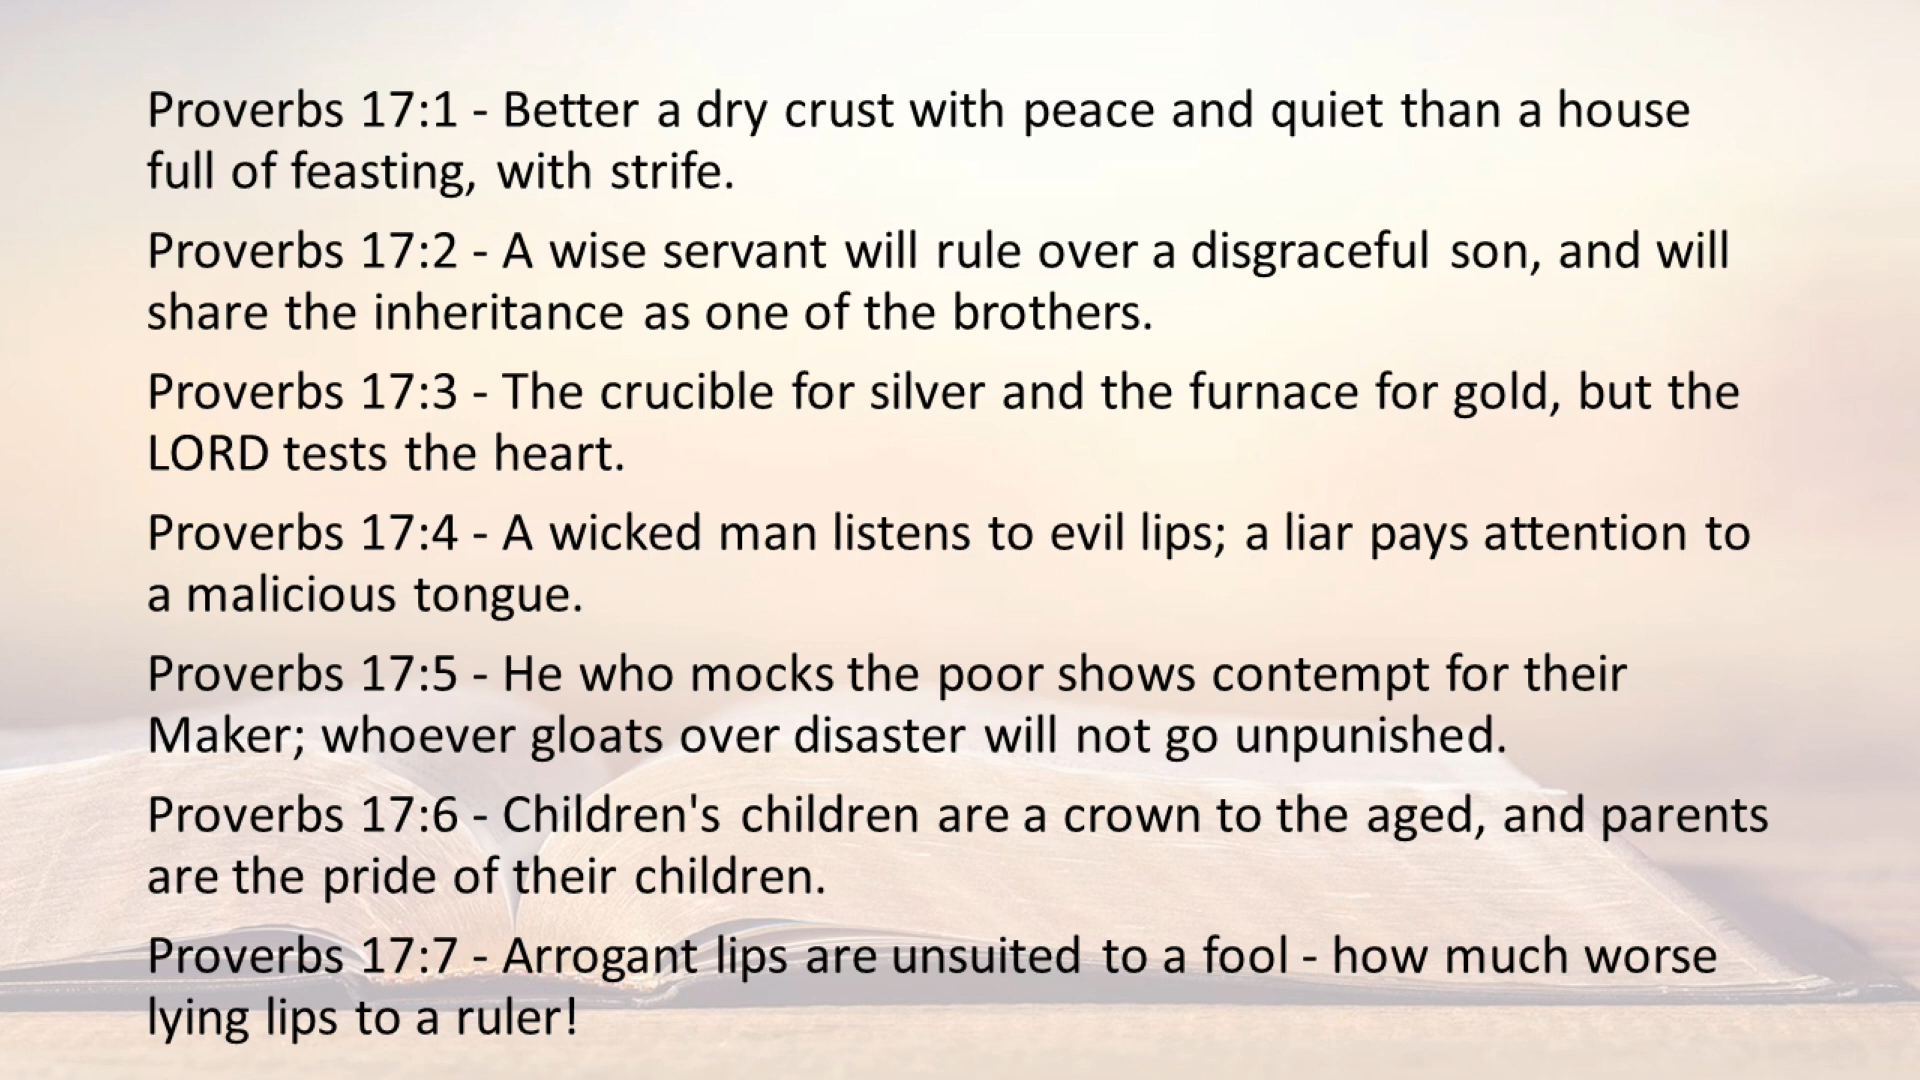 Proverbs 17:1 - Better a dry crust with peace and quiet than a house
full of feasting, with strife.
Proverbs 17:2 - A wise servant will rule over a disgraceful son, and will
share the inheritance as one of the brothers.
Proverbs 17:3 - The crucible for silver and the furnace for gold, but the
LORD tests the heart.
Proverbs 17:4 - A wicked man listens to evil lips; a liar pays attention to
a malicious tongue.
Proverbs 17:5 - He who mocks the poor shows contempt for their
Maker; whoever gloats over disaster will not go unpunished.
Proverbs 17:6 - Children's children are a crown to the aged, and parents
are the pride of their children.
Proverbs 17:7 - Arrogant lips are unsuited to a fool - how much worse
lying lips to a ruler!